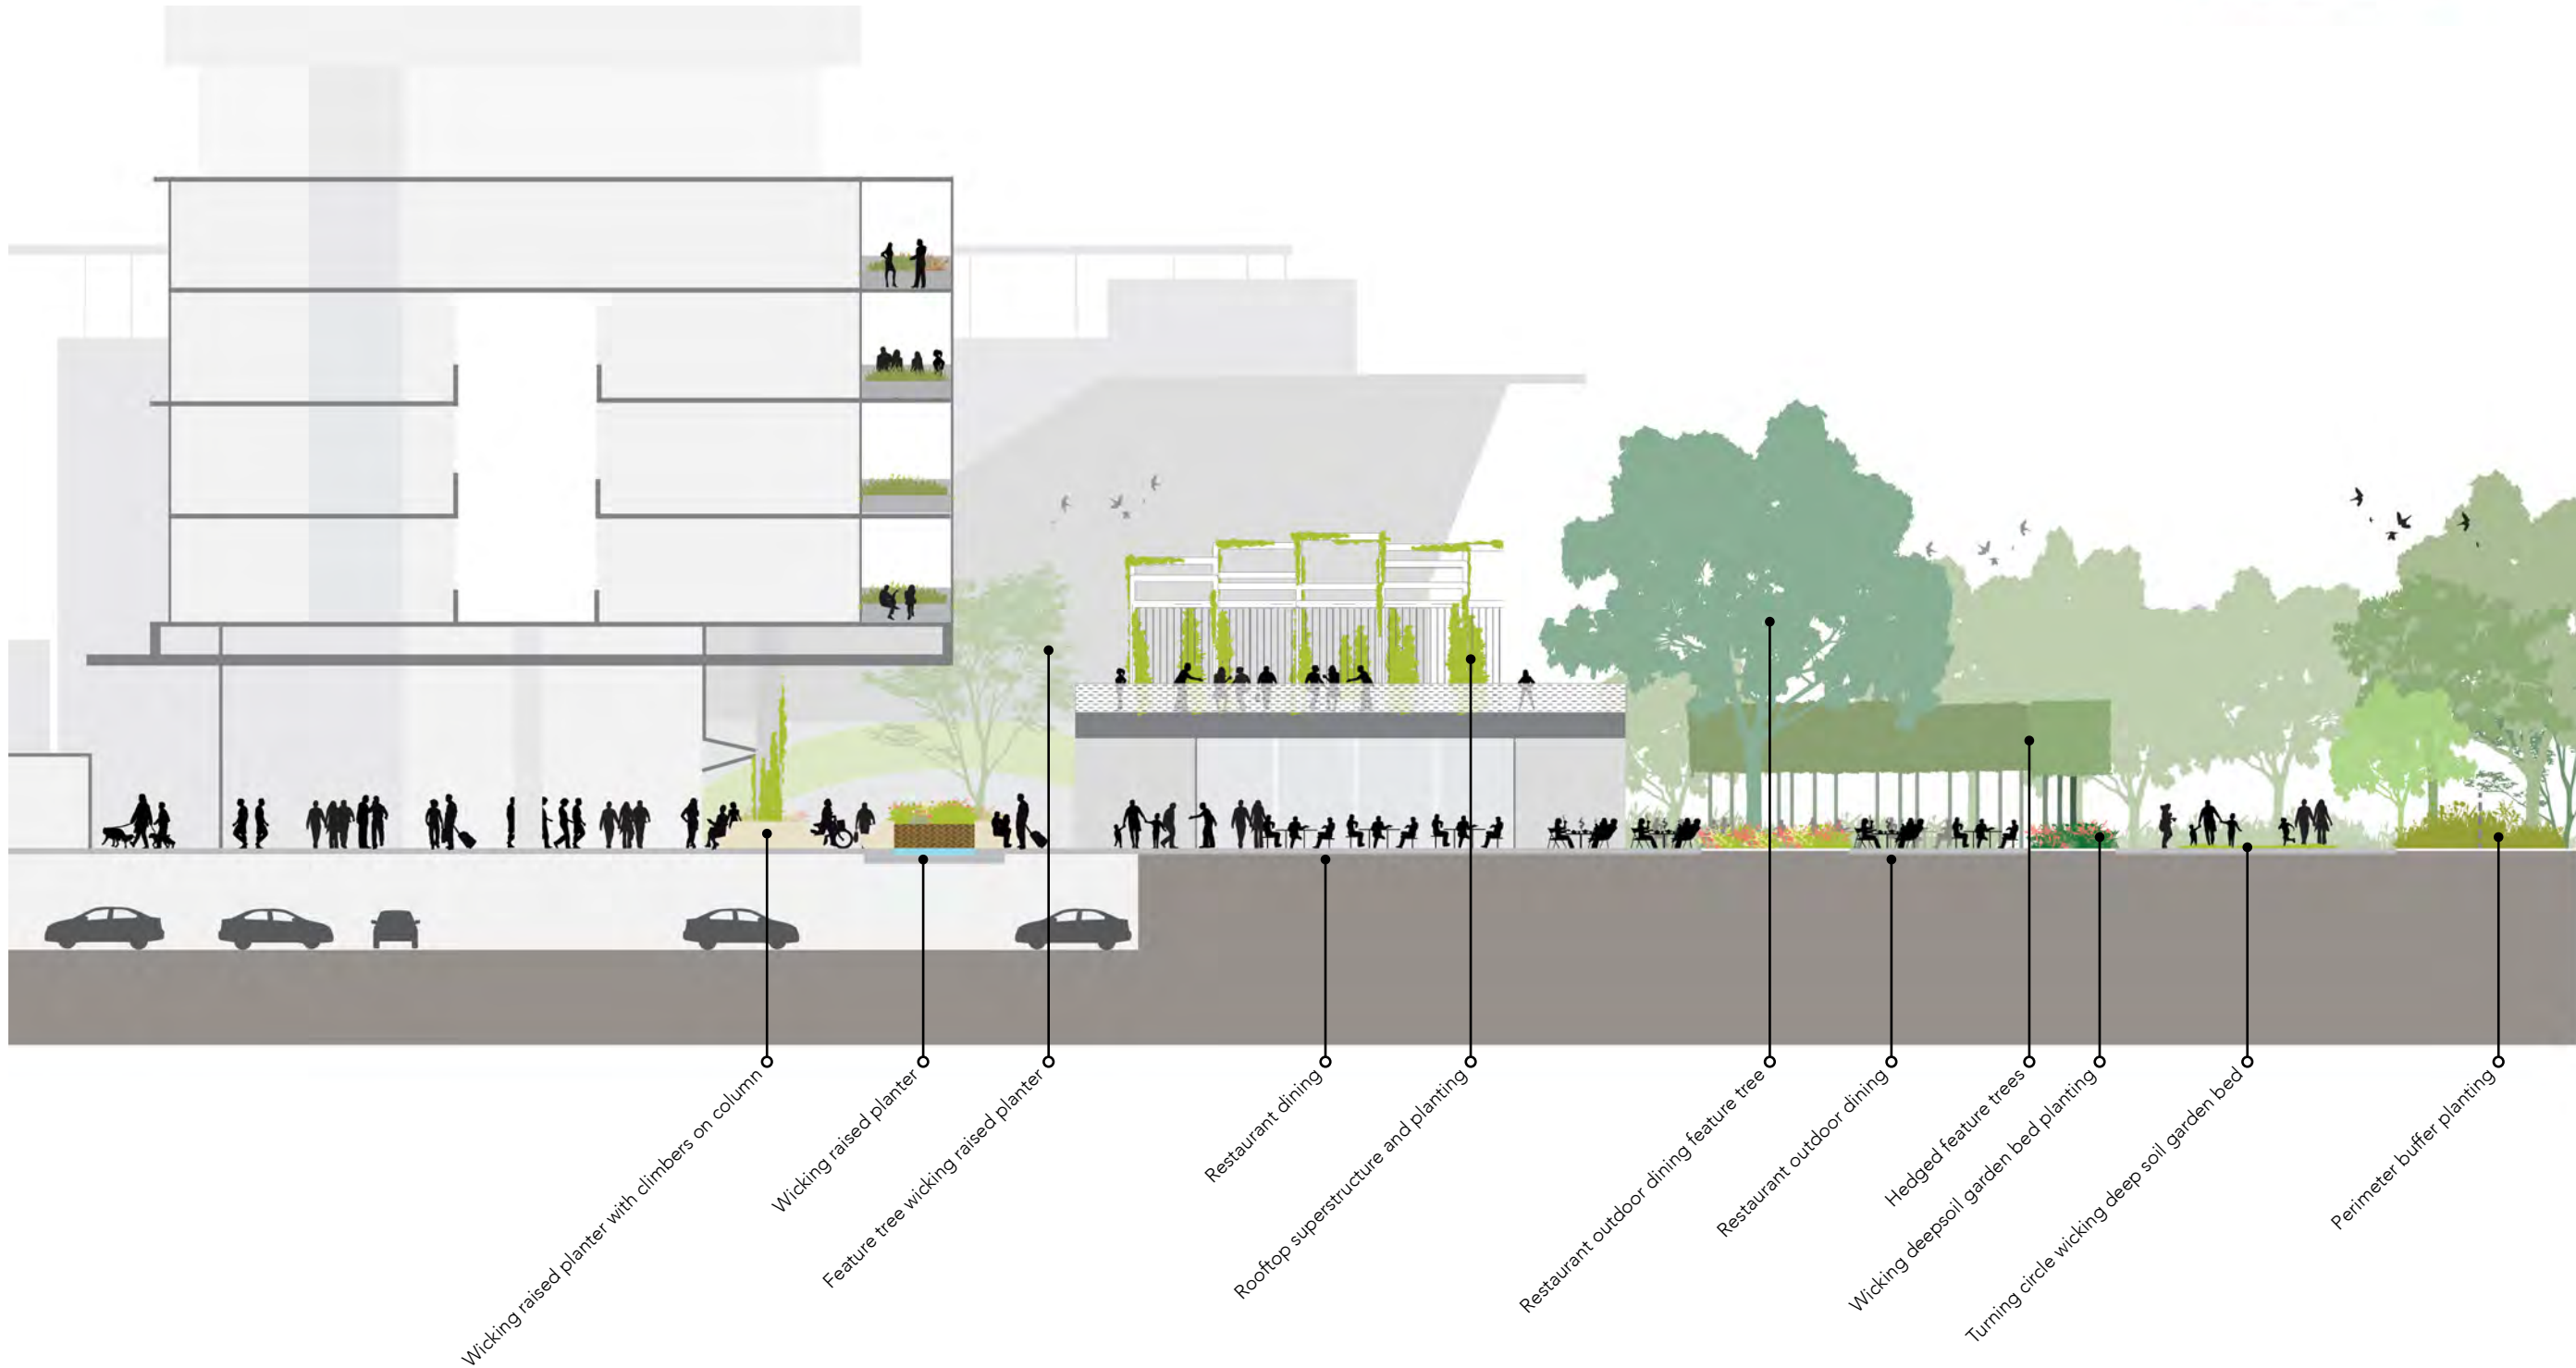 Wicking raised planter with climbers on column
Wicking raised planter
Feature tree wicking raised planter
Restaurant dining
Rooftop superstructure and planting
Restaurant outdoor dining feature tree
Restaurant outdoor dining
Hedged feature trees
Wicking deepsoil garden bed planting
Turning circle wicking deep soil garden bed
Perimeter buffer planting